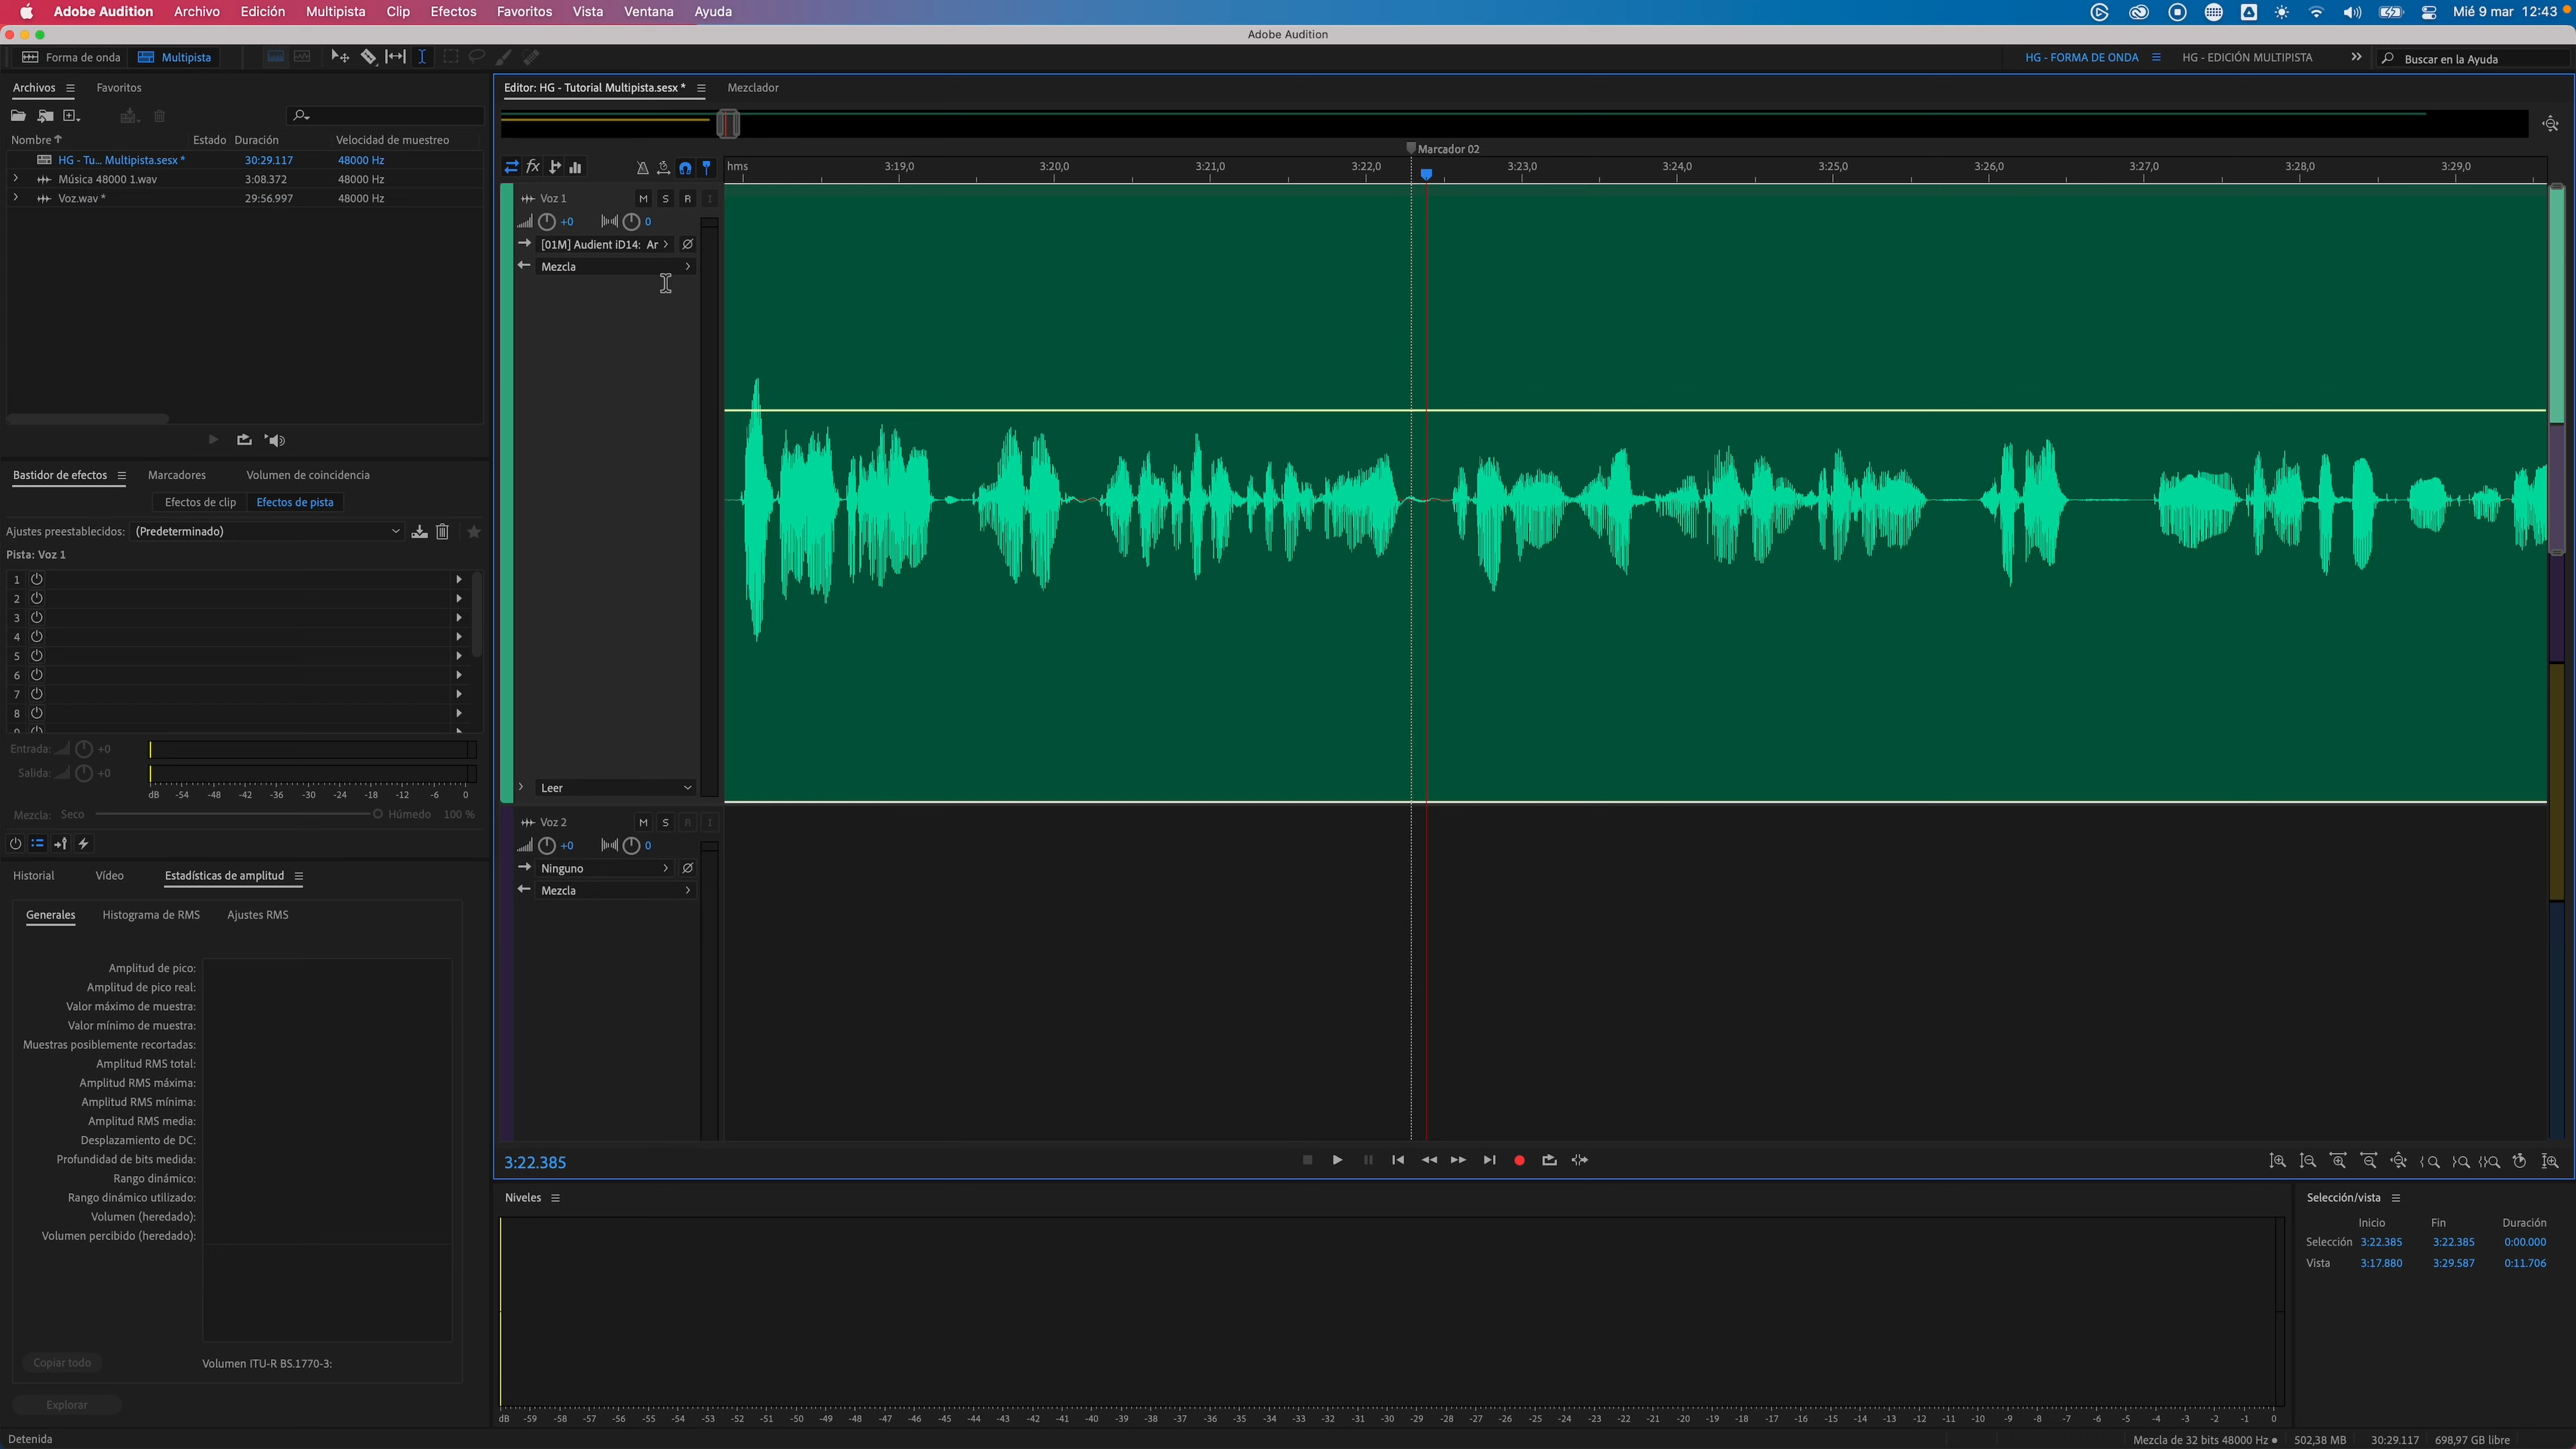 Adobe Audition Archivo Edición Multipista Clip Efectos Favoritos Vista Ventana Ayuda Mié 9 mar 12:43
Adobe Audition
Forma de onda Multipista HG - FORMA DE ONDA HG - EDICIÓN MULTIPISTA Buscar en la Ayuda
Archivos Favoritos
Nombre Estado Duración Velocidad de muestreo
HG - Tu... Multipista.sesx * 30:29.117 48000 Hz
Música 48000 1.wav 3:08.372 48000 Hz
Voz.wav * 29:56.997 48000 Hz
Bastidor de efectos Marcadores Volumen de coincidencia
Efectos de clip Efectos de pista
Ajustes preestablecidos: (Predeterminado)
Pista: Voz 1
1
2
3
4
5
6
7
8
Entrada: +0
Salida: +0
dB -54 -48 -42 -36 -30 -24 -18 -12 -6 0
Mezcla: Seco Húmedo 100 %
Historial Vídeo Estadísticas de amplitud
Generales Histograma de RMS Ajustes RMS
Amplitud de pico:
Amplitud de pico real:
Valor máximo de muestra:
Valor mínimo de muestra:
Muestras posiblemente recortadas:
Amplitud RMS total:
Amplitud RMS máxima:
Amplitud RMS mínima:
Amplitud RMS media:
Desplazamiento de DC:
Profundidad de bits medida:
Rango dinámico:
Rango dinámico utilizado:
Volumen (heredado):
Volumen percibido (heredado):
Copiar todo Volumen ITU-R BS.1770-3:
Explorar
Detenida
Editor: HG - Tutorial Multipista.sesx * Mezclador
Marcador 02
fx hms 3:19,0 3:20,0 3:21,0 3:22,0 3:23,0 3:24,0 3:25,0 3:26,0 3:27,0 3:28,0 3:29,0
Voz 1 M S R I
+0 0
[01M] Audient iD14: Ar
Mezcla
Leer
Voz 2 M S R I
+0 0
Ninguno
Mezcla
3:22.385
Niveles
dB -59 -58 -57 -56 -55 -54 -53 -52 -51 -50 -49 -48 -47 -46 -45 -44 -43 -42 -41 -40 -39 -38 -37 -36 -35 -34 -33 -32 -31 -30 -29 -28 -27 -26 -25 -24 -23 -22 -21 -20 -19 -18 -17 -16 -15 -14 -13 -12 -11 -10 -9 -8 -7 -6 -5 -4 -3 -2 -1 0
Selección/vista
Inicio Fin Duración
Selección 3:22.385 3:22.385 0:00.000
Vista 3:17.880 3:29.587 0:11.706
Mezcla de 32 bits 48000 Hz 502,38 MB 30:29.117 698,97 GB libre